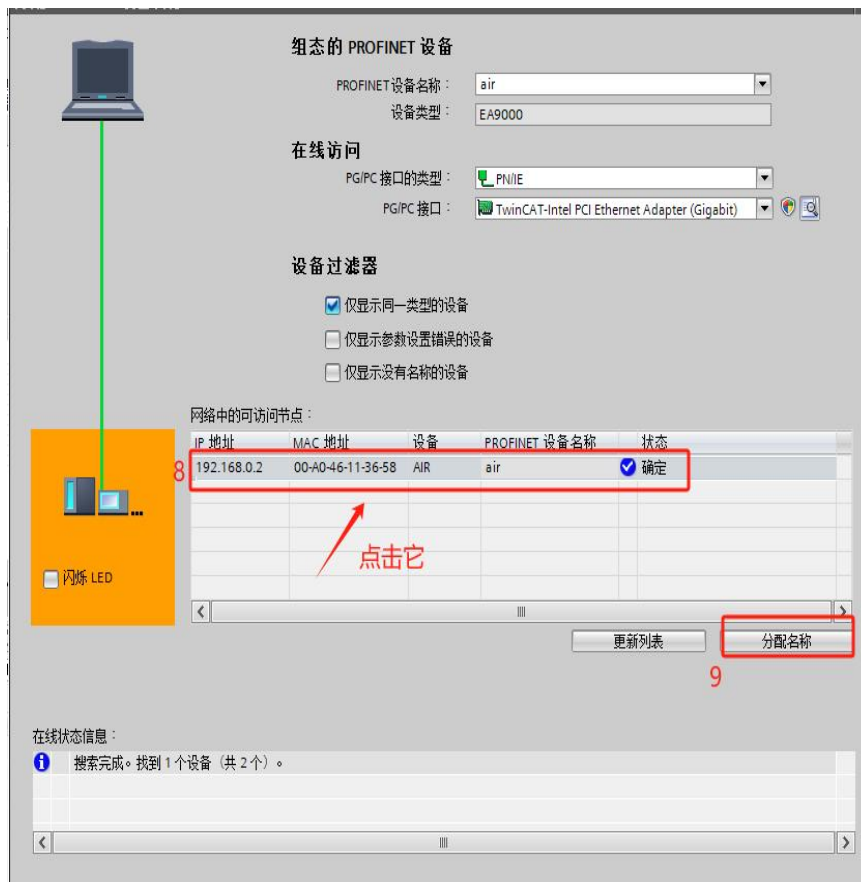 组态的 PROFINET 设备
PROFINET设备名称： air
设备类型： EA9000
在线访问
PG/PC 接口的类型： PN/IE
PG/PC 接口： TwinCAT-Intel PCI Ethernet Adapter (Gigabit)
设备过滤器
仅显示同一类型的设备
仅显示参数设置错误的设备
仅显示没有名称的设备
网络中的可访问节点：
IP 地址 MAC 地址 设备 PROFINET 设备名称 状态
8 192.168.0.2 00-A0-46-11-36-58 AIR air 确定
点击它
闪烁 LED
更新列表 分配名称
9
在线状态信息：
搜索完成。找到 1 个设备（共 2 个）。